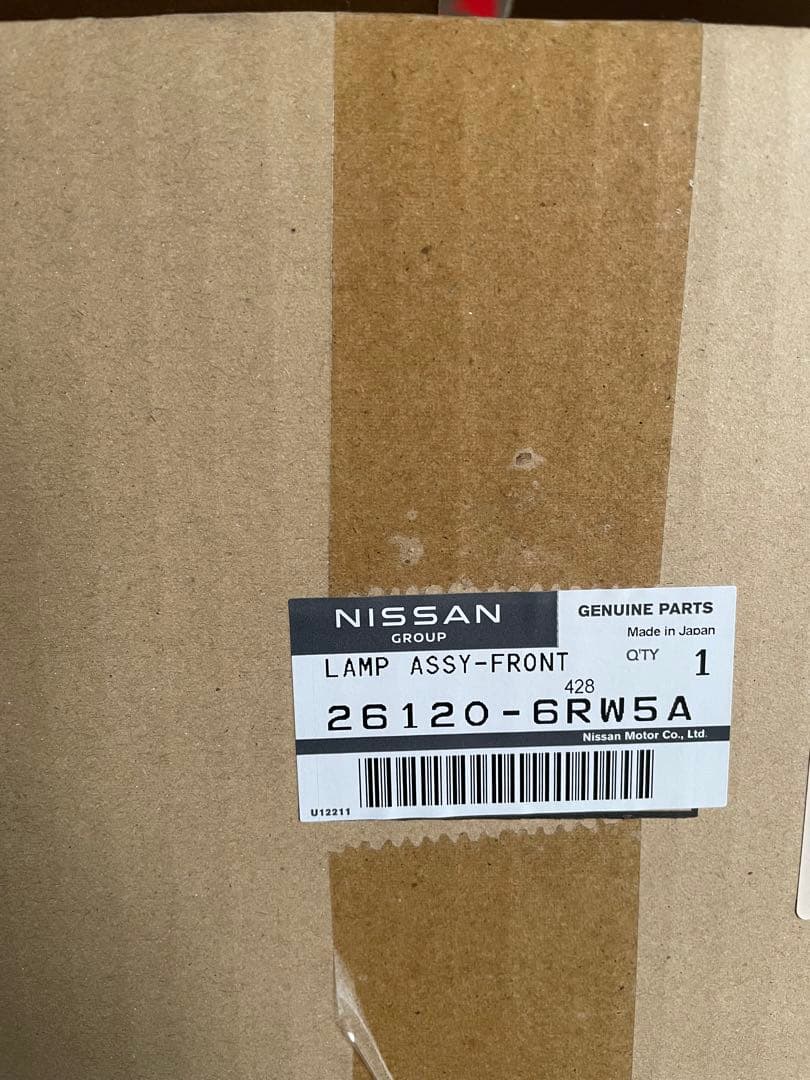 NISSAN
GROUP
GENUINE PARTS
Made in Japan
LAMP ASSY-FRONT
Q'TY 1
428
26120-6RW5A
Nissan Motor Co., Ltd.
U12211